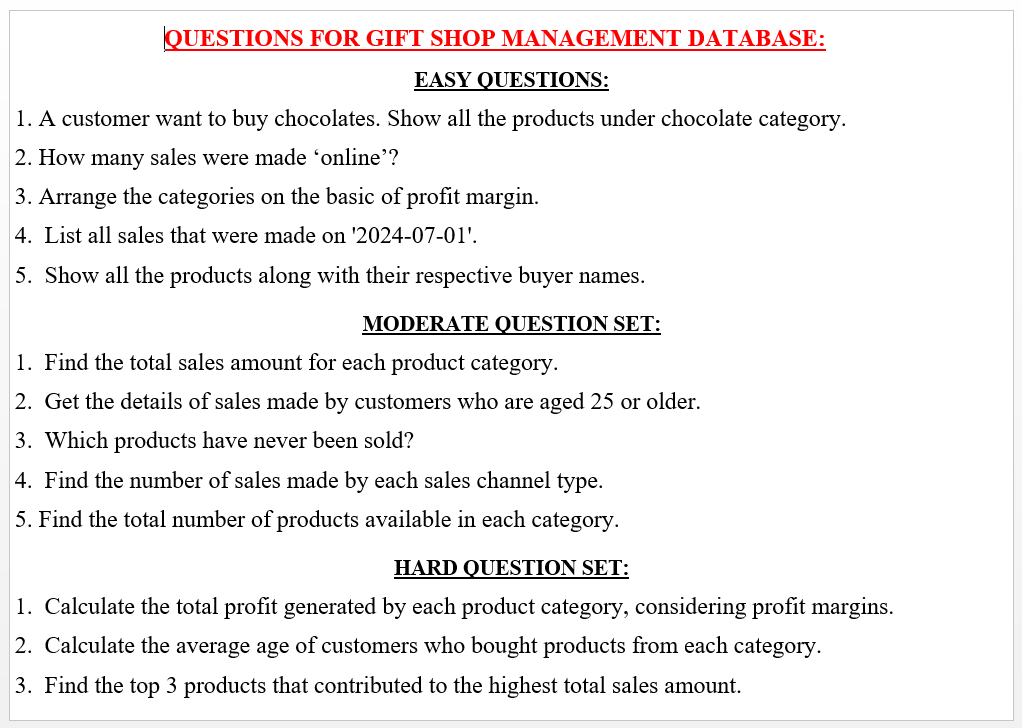 QUESTIONS FOR GIFT SHOP MANAGEMENT DATABASE:
EASY QUESTIONS:
1. A customer want to buy chocolates. Show all the products under chocolate category.
2. How many sales were made ‘online’?
3. Arrange the categories on the basic of profit margin.
4. List all sales that were made on '2024-07-01'.
5. Show all the products along with their respective buyer names.
MODERATE QUESTION SET:
1. Find the total sales amount for each product category.
2. Get the details of sales made by customers who are aged 25 or older.
3. Which products have never been sold?
4. Find the number of sales made by each sales channel type.
5. Find the total number of products available in each category.
HARD QUESTION SET:
1. Calculate the total profit generated by each product category, considering profit margins.
2. Calculate the average age of customers who bought products from each category.
3. Find the top 3 products that contributed to the highest total sales amount.